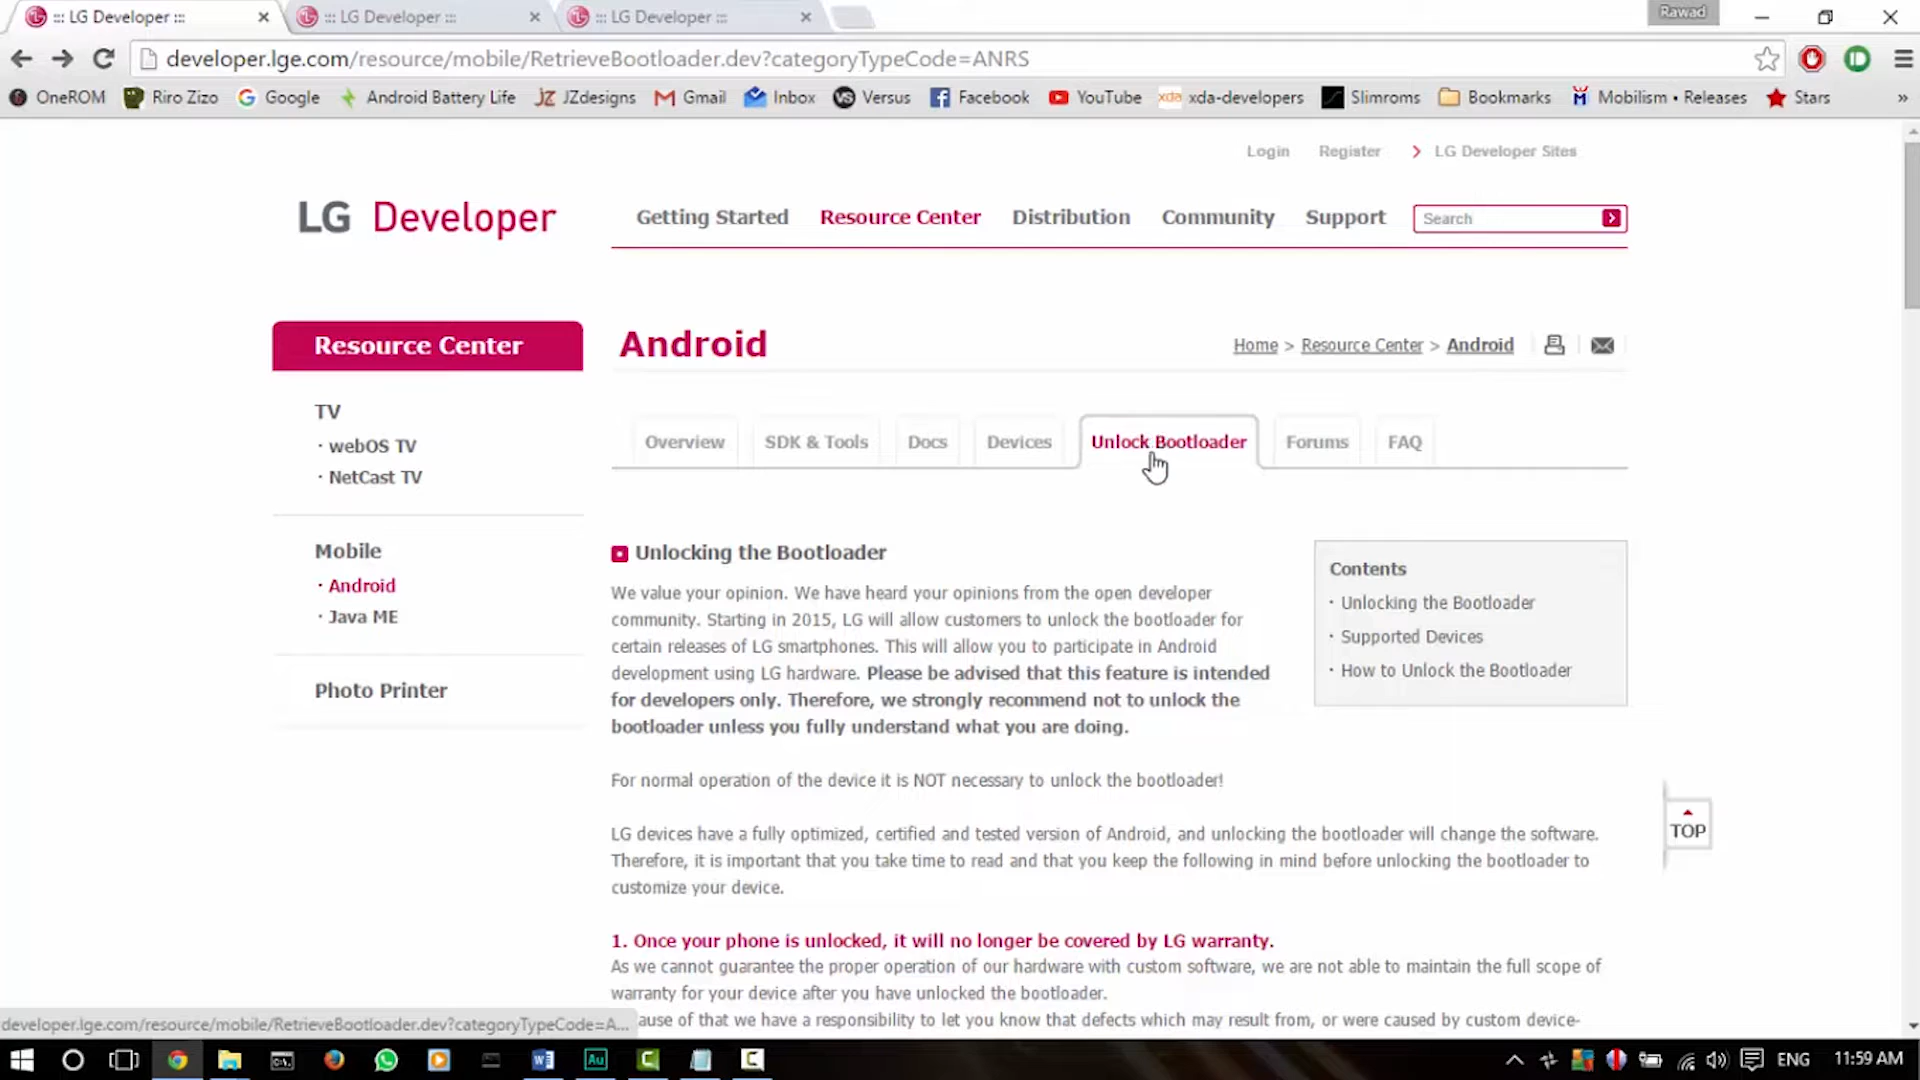 ::: LG Developer :::
::: LG Developer :::
::: LG Developer :::
Rawad
developer.lge.com/resource/mobile/RetrieveBootloader.dev?categoryTypeCode=ANRS
OneROM
Riro Zizo
Google
Android Battery Life
JZdesigns
Gmail
Inbox
Versus
Facebook
YouTube
xda-developers
Slimroms
Bookmarks
Mobilism • Releases
Stars
»
Login
Register
LG Developer Sites
LG Developer
Getting Started
Resource Center
Distribution
Community
Support
Search
Resource Center
TV
· webOS TV
· NetCast TV
Mobile
· Android
· Java ME
Photo Printer
Android
Home > Resource Center > Android
Overview
SDK & Tools
Docs
Devices
Unlock Bootloader
Forums
FAQ
Unlocking the Bootloader
We value your opinion. We have heard your opinions from the open developer
community. Starting in 2015, LG will allow customers to unlock the bootloader for
certain releases of LG smartphones. This will allow you to participate in Android
development using LG hardware. Please be advised that this feature is intended
for developers only. Therefore, we strongly recommend not to unlock the
bootloader unless you fully understand what you are doing.
Contents
· Unlocking the Bootloader
· Supported Devices
· How to Unlock the Bootloader
For normal operation of the device it is NOT necessary to unlock the bootloader!
LG devices have a fully optimized, certified and tested version of Android, and unlocking the bootloader will change the software.
Therefore, it is important that you take time to read and that you keep the following in mind before unlocking the bootloader to
customize your device.
TOP
1. Once your phone is unlocked, it will no longer be covered by LG warranty.
As we cannot guarantee the proper operation of our hardware with custom software, we are not able to maintain the full scope of
warranty for your device after you have unlocked the bootloader.
ause of that we have a responsibility to let you know that defects which may result from, or were caused by custom device-
developer.lge.com/resource/mobile/RetrieveBootloader.dev?categoryTypeCode=A...
ENG
11:59 AM